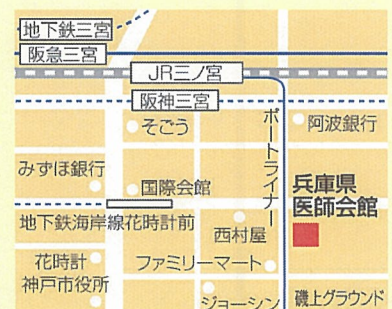 地下鉄三宮
阪急三宮
JR三ノ宮
阪神三宮
そごう
ポートライナー
阿波銀行
みずほ銀行
国際会館
兵庫県
医師会館
地下鉄海岸線花時計前
西村屋
花時計
神戸市役所
ファミリーマート
ジョーシン
磯上グラウンド